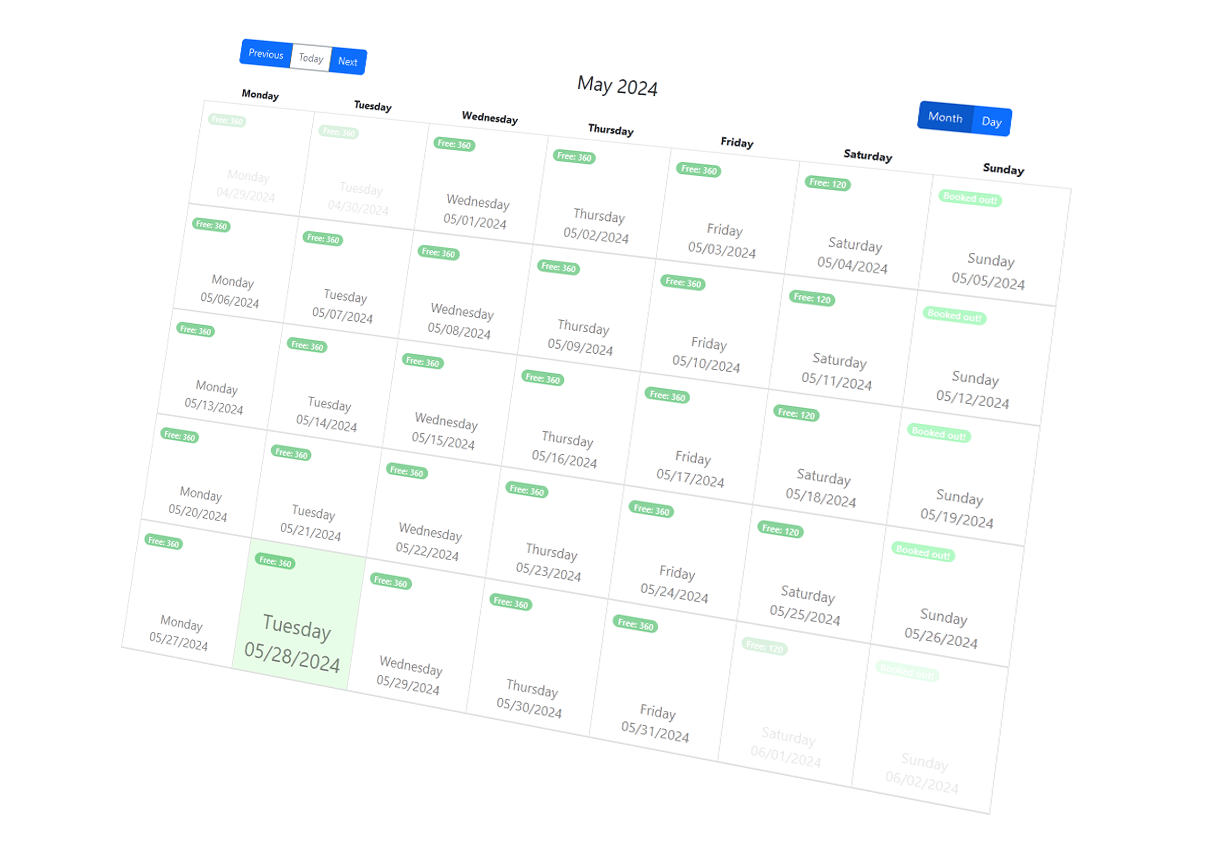 Previous Today Next
May 2024
Month Day
Monday Tuesday Wednesday Thursday Friday Saturday Sunday
Free: 360
Monday
04/29/2024
Free: 360
Tuesday
04/30/2024
Free: 360
Wednesday
05/01/2024
Free: 360
Thursday
05/02/2024
Free: 360
Friday
05/03/2024
Free: 120
Saturday
05/04/2024
Booked out!
Sunday
05/05/2024
Free: 360
Monday
05/06/2024
Free: 360
Tuesday
05/07/2024
Free: 360
Wednesday
05/08/2024
Free: 360
Thursday
05/09/2024
Free: 360
Friday
05/10/2024
Free: 120
Saturday
05/11/2024
Booked out!
Sunday
05/12/2024
Free: 360
Monday
05/13/2024
Free: 360
Tuesday
05/14/2024
Free: 360
Wednesday
05/15/2024
Free: 360
Thursday
05/16/2024
Free: 360
Friday
05/17/2024
Free: 120
Saturday
05/18/2024
Booked out!
Sunday
05/19/2024
Free: 360
Monday
05/20/2024
Free: 360
Tuesday
05/21/2024
Free: 360
Wednesday
05/22/2024
Free: 360
Thursday
05/23/2024
Free: 360
Friday
05/24/2024
Free: 120
Saturday
05/25/2024
Booked out!
Sunday
05/26/2024
Free: 360
Monday
05/27/2024
Free: 360
Tuesday
05/28/2024
Free: 360
Wednesday
05/29/2024
Free: 360
Thursday
05/30/2024
Free: 360
Friday
05/31/2024
Free: 120
Saturday
06/01/2024
Booked out!
Sunday
06/02/2024